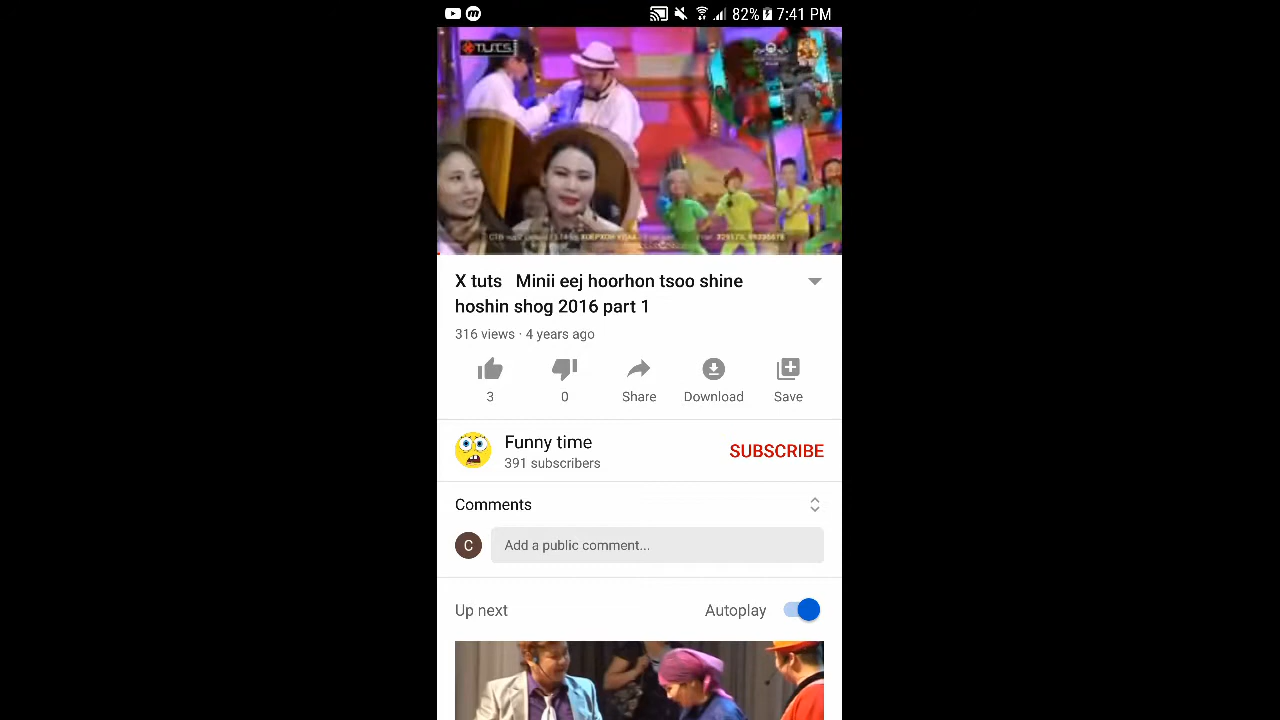 82% 7:41 PM
X TUTS
X tuts Minii eej hoorhon tsoo shine
hoshin shog 2016 part 1
316 views · 4 years ago
3 0 Share Download Save
Funny time
391 subscribers
SUBSCRIBE
Comments
C
Add a public comment...
Up next Autoplay